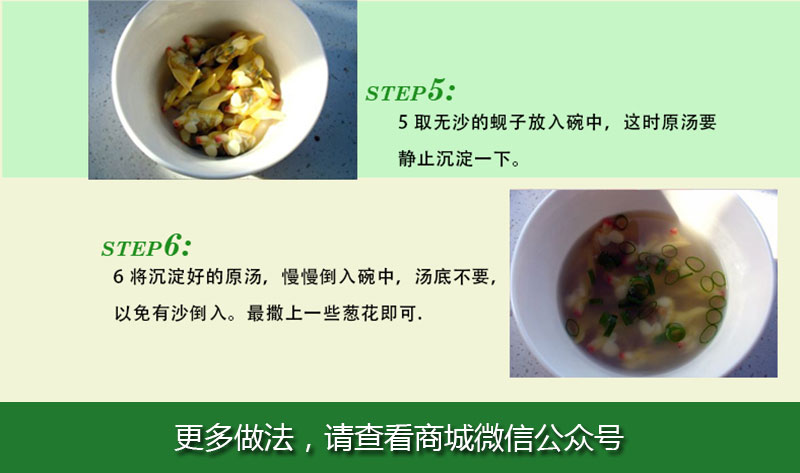 STEP5:
5 取无沙的蚬子放入碗中，这时原汤要
静止沉淀一下。
STEP6:
6 将沉淀好的原汤，慢慢倒入碗中，汤底不要，
以免有沙倒入。最撒上一些葱花即可.
更多做法，请查看商城微信公众号